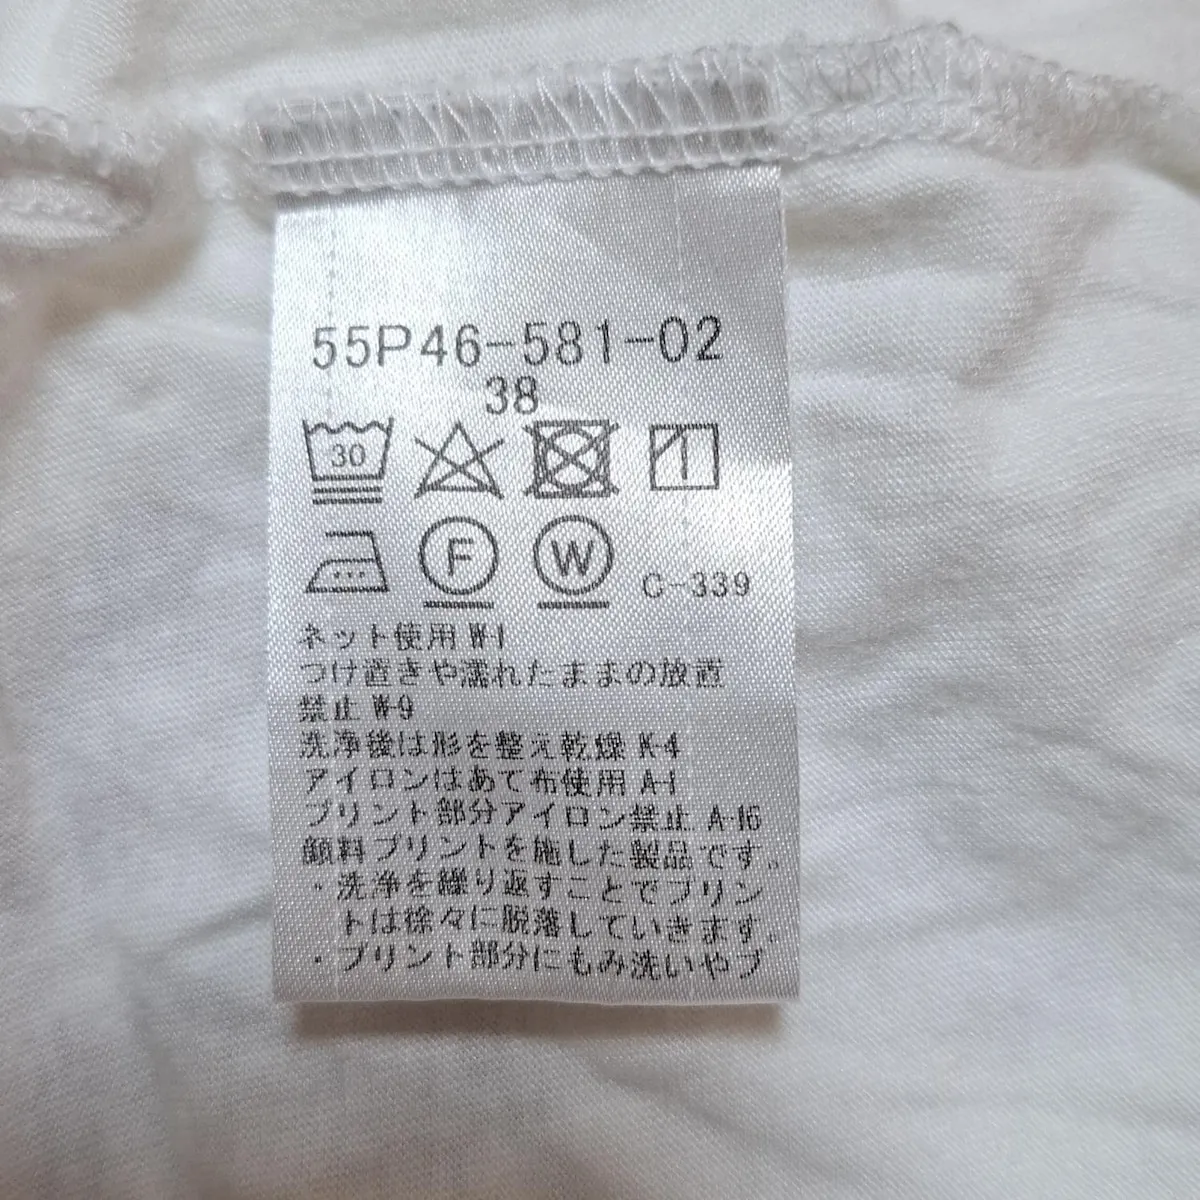 55P46-581-02
38
30
F W C-339
ネット使用 W-1
つけ置きや濡れたままの放置
禁止 W-9
洗浄後は形を整え乾燥 K-4
アイロンはあて布使用 A-1
プリント部分アイロン禁止 A-16
顔料プリントを施した製品です。
・洗浄を繰り返すことでプリン
トは徐々に脱落していきます。
・プリント部分にもみ洗いやブ